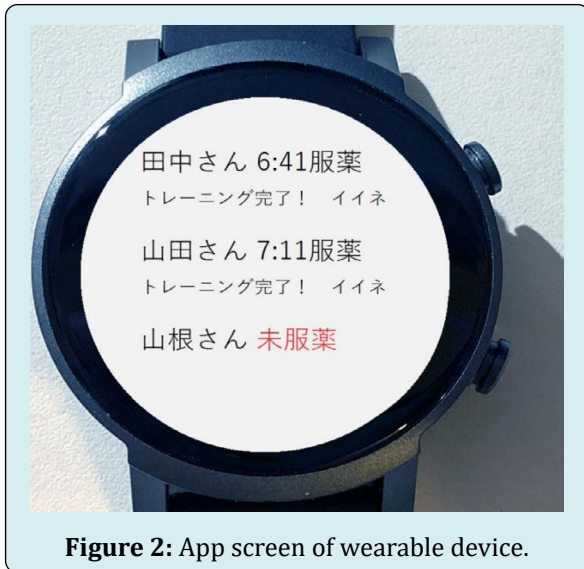 田中さん 6:41服薬
トレーニング完了！　イイネ
山田さん 7:11服薬
トレーニング完了！　イイネ
山根さん 未服薬
Figure 2: App screen of wearable device.